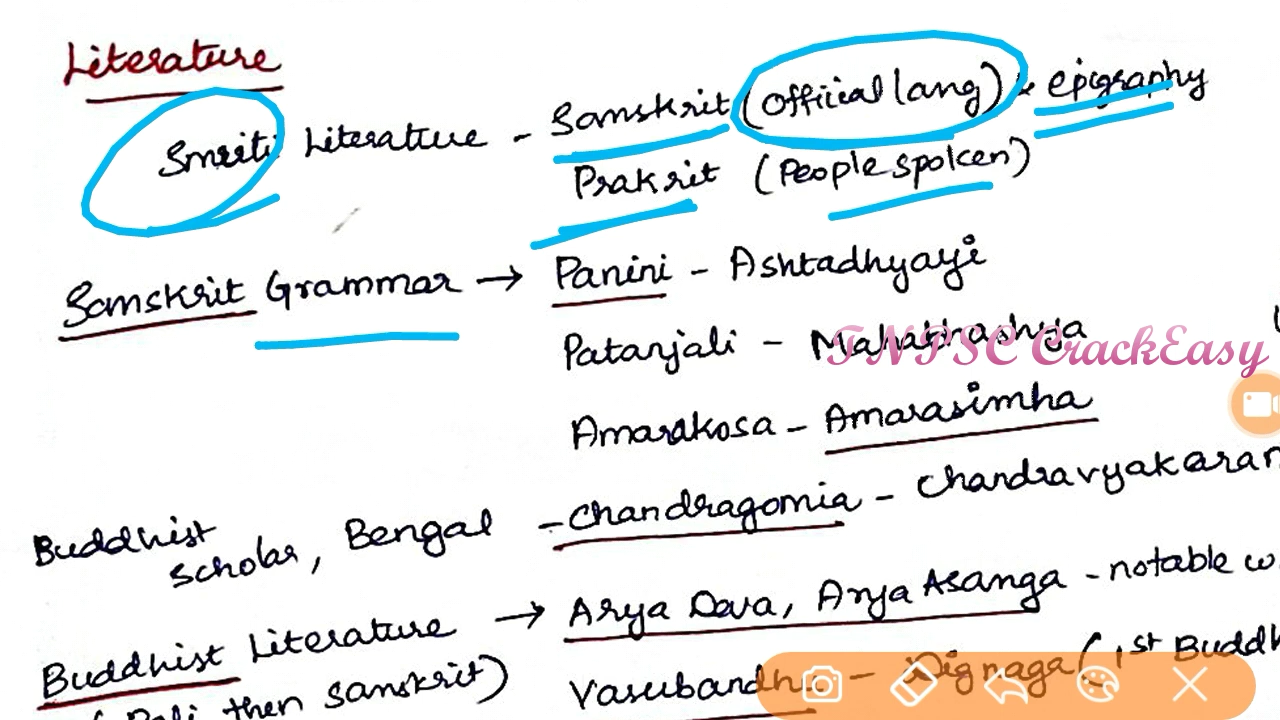 Literature
Smriti Literature - Samskrit (Official lang) & epigraphy
Prakrit (People spoken)
Samskrit Grammar → Panini - Ashtadhyayi
Patanjali - Mahabhashya
TNPSC CrackEasy
Amarakosa - Amarasimha
Buddhist scholar, Bengal - Chandragomia - Chandravyakaran
Buddhist Literature → Arya Deva, Arya Asanga - notable w
(Pali then sanskrit) Vasubandhu - Dignaga (1st Buddh